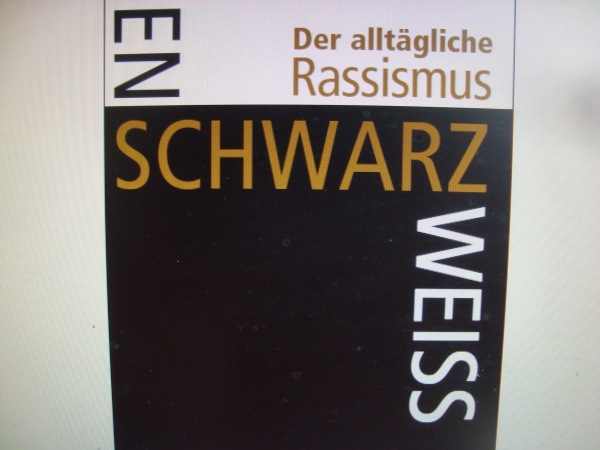 EN
Der alltägliche
Rassismus
SCHWARZ
WEISS